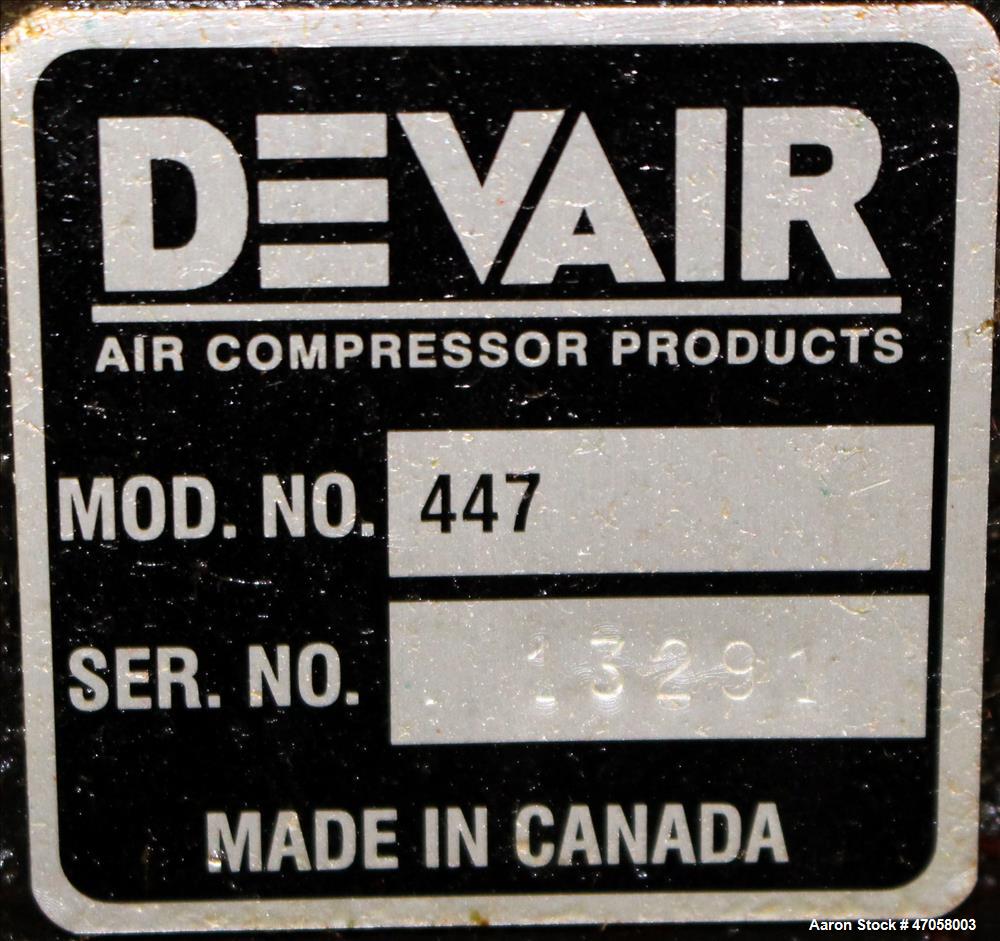 DEVAIR
AIR COMPRESSOR PRODUCTS
MOD. NO. 447
SER. NO. 13291
MADE IN CANADA
Aaron Stock # 47058003